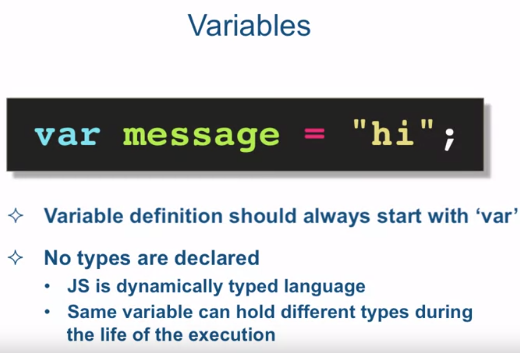 Variables
var message = "hi";
✧ Variable definition should always start with ‘var’
✧ No types are declared
• JS is dynamically typed language
• Same variable can hold different types during
the life of the execution